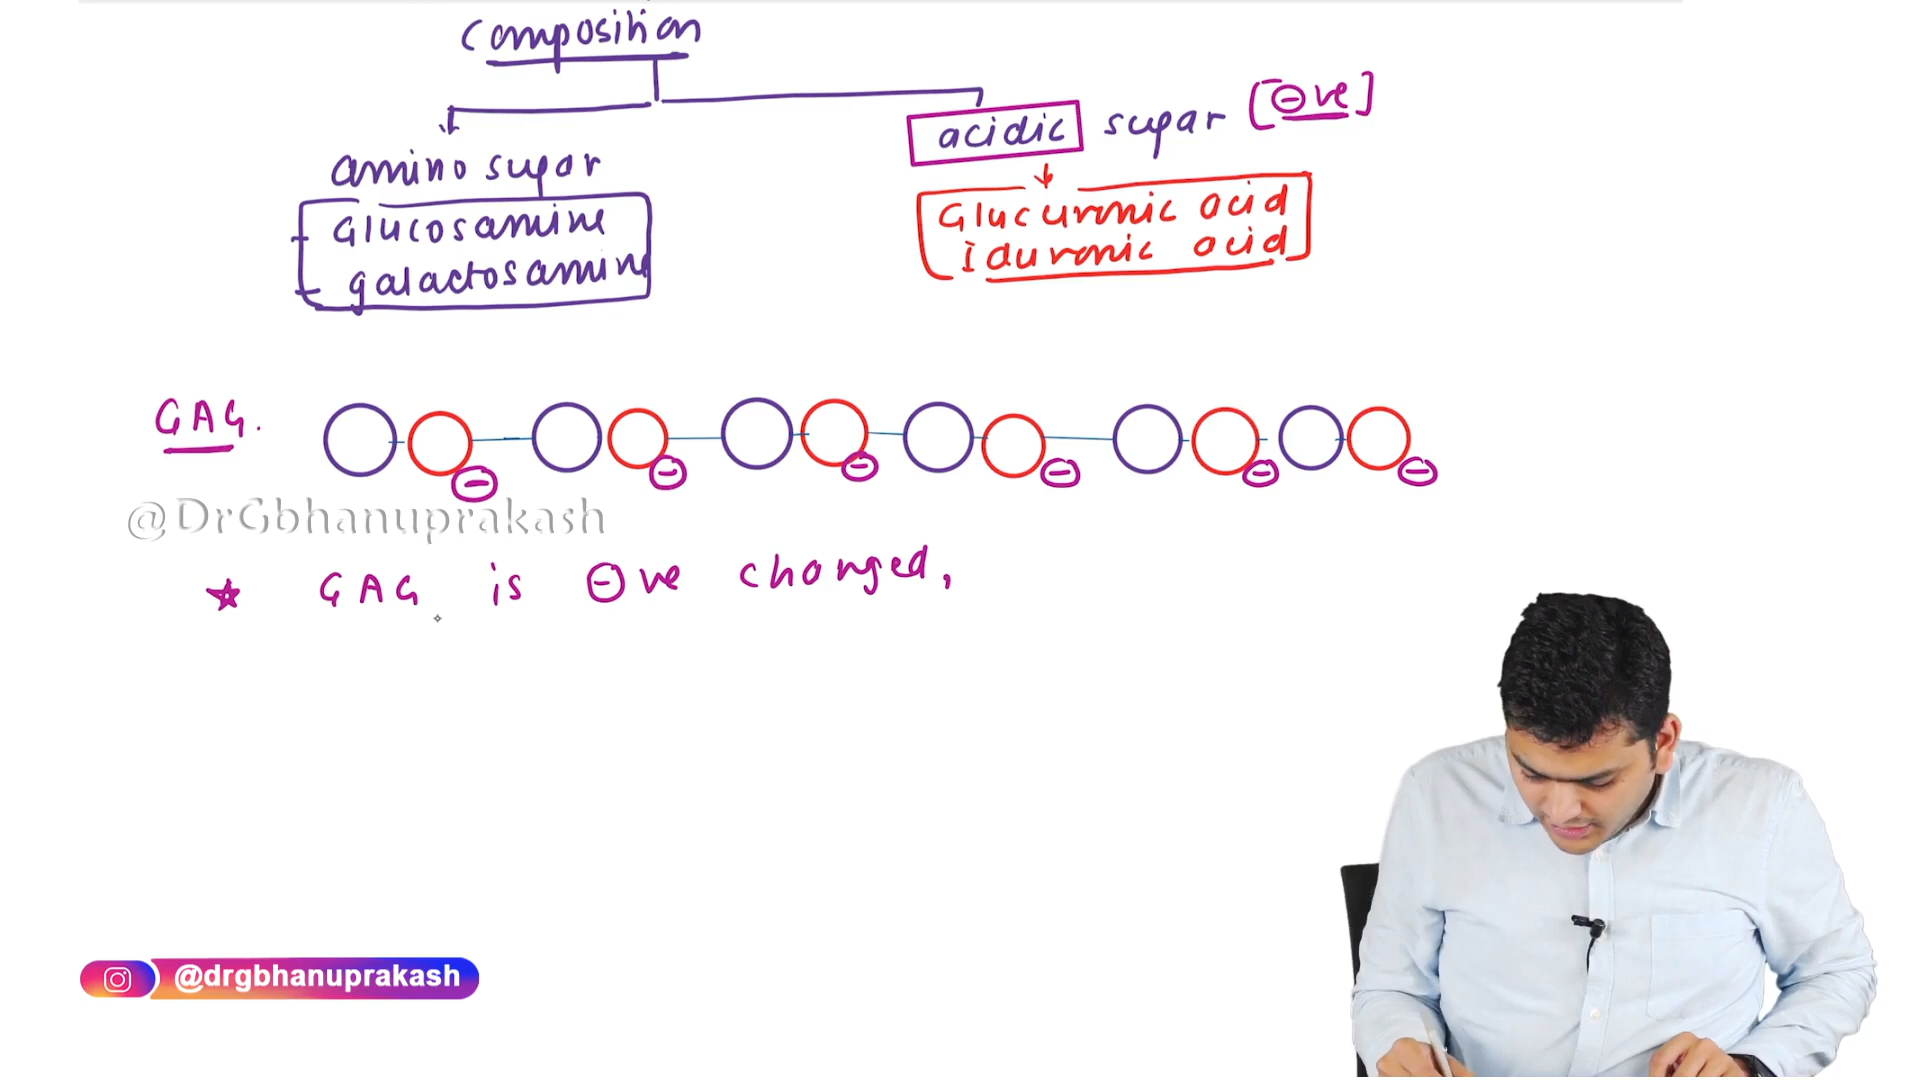 composition
amino sugar
Glucosamine
galactosamine
acidic sugar [⊖ve]
Glucuronic acid
Iduronic acid
GAG.
⊖ ⊖ ⊖ ⊖ ⊖ ⊖
@DrGbhanuprakash
☆ GAG is ⊖ve charged,
@drgbhanuprakash